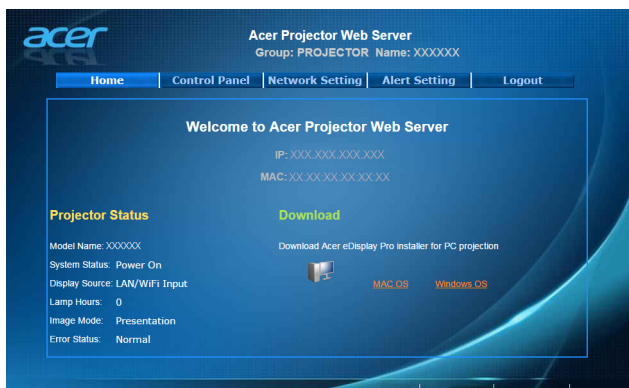 acer
Acer Projector Web Server
Group: PROJECTOR Name: XXXXXX
Home Control Panel Network Setting Alert Setting Logout
Welcome to Acer Projector Web Server
IP: XXX.XXX.XXX.XXX
MAC: XX:XX:XX:XX:XX:XX
Projector Status
Model Name: XXXXXX
System Status: Power On
Display Source: LAN/WiFi Input
Lamp Hours: 0
Image Mode: Presentation
Error Status: Normal
Download
Download Acer eDisplay Pro installer for PC projection
MAC OS Windows OS